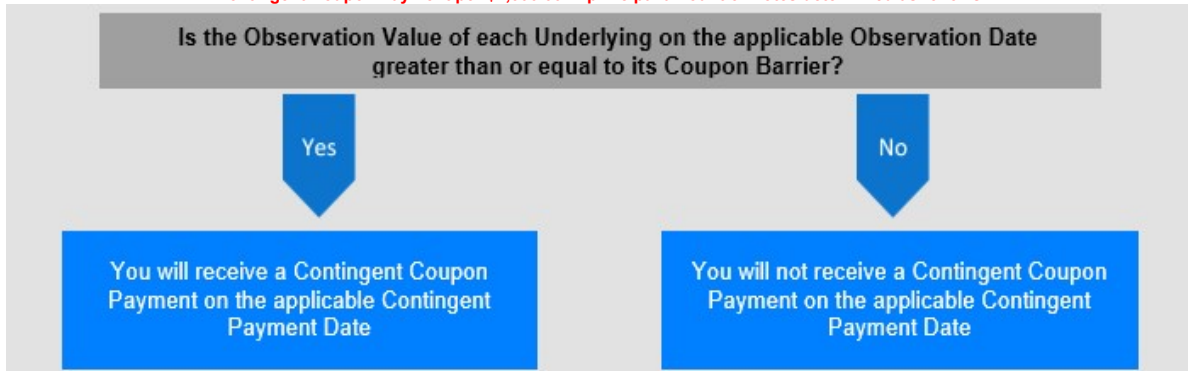 Is the Observation Value of each Underlying on the applicable Observation Date
greater than or equal to its Coupon Barrier?
Yes
No
You will receive a Contingent Coupon
Payment on the applicable Contingent
Payment Date
You will not receive a Contingent Coupon
Payment on the applicable Contingent
Payment Date